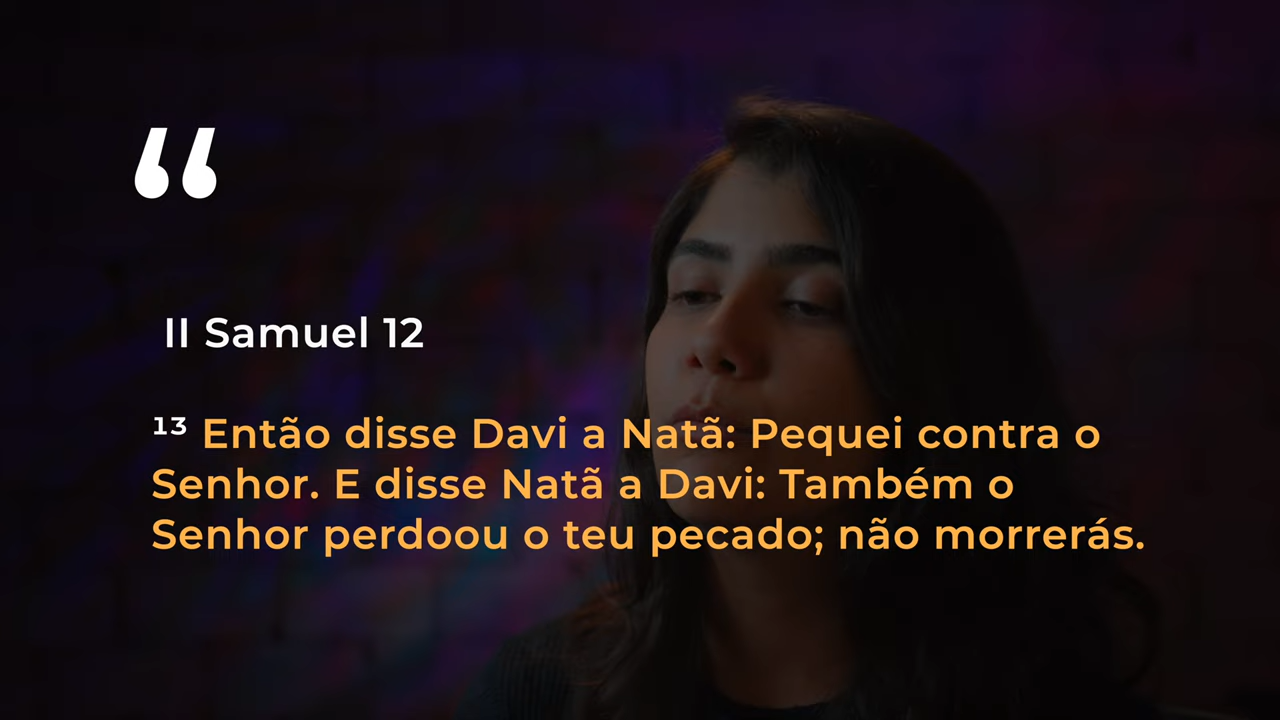 “
II Samuel 12
¹³ Então disse Davi a Natã: Pequei contra o
Senhor. E disse Natã a Davi: Também o
Senhor perdoou o teu pecado; não morrerás.